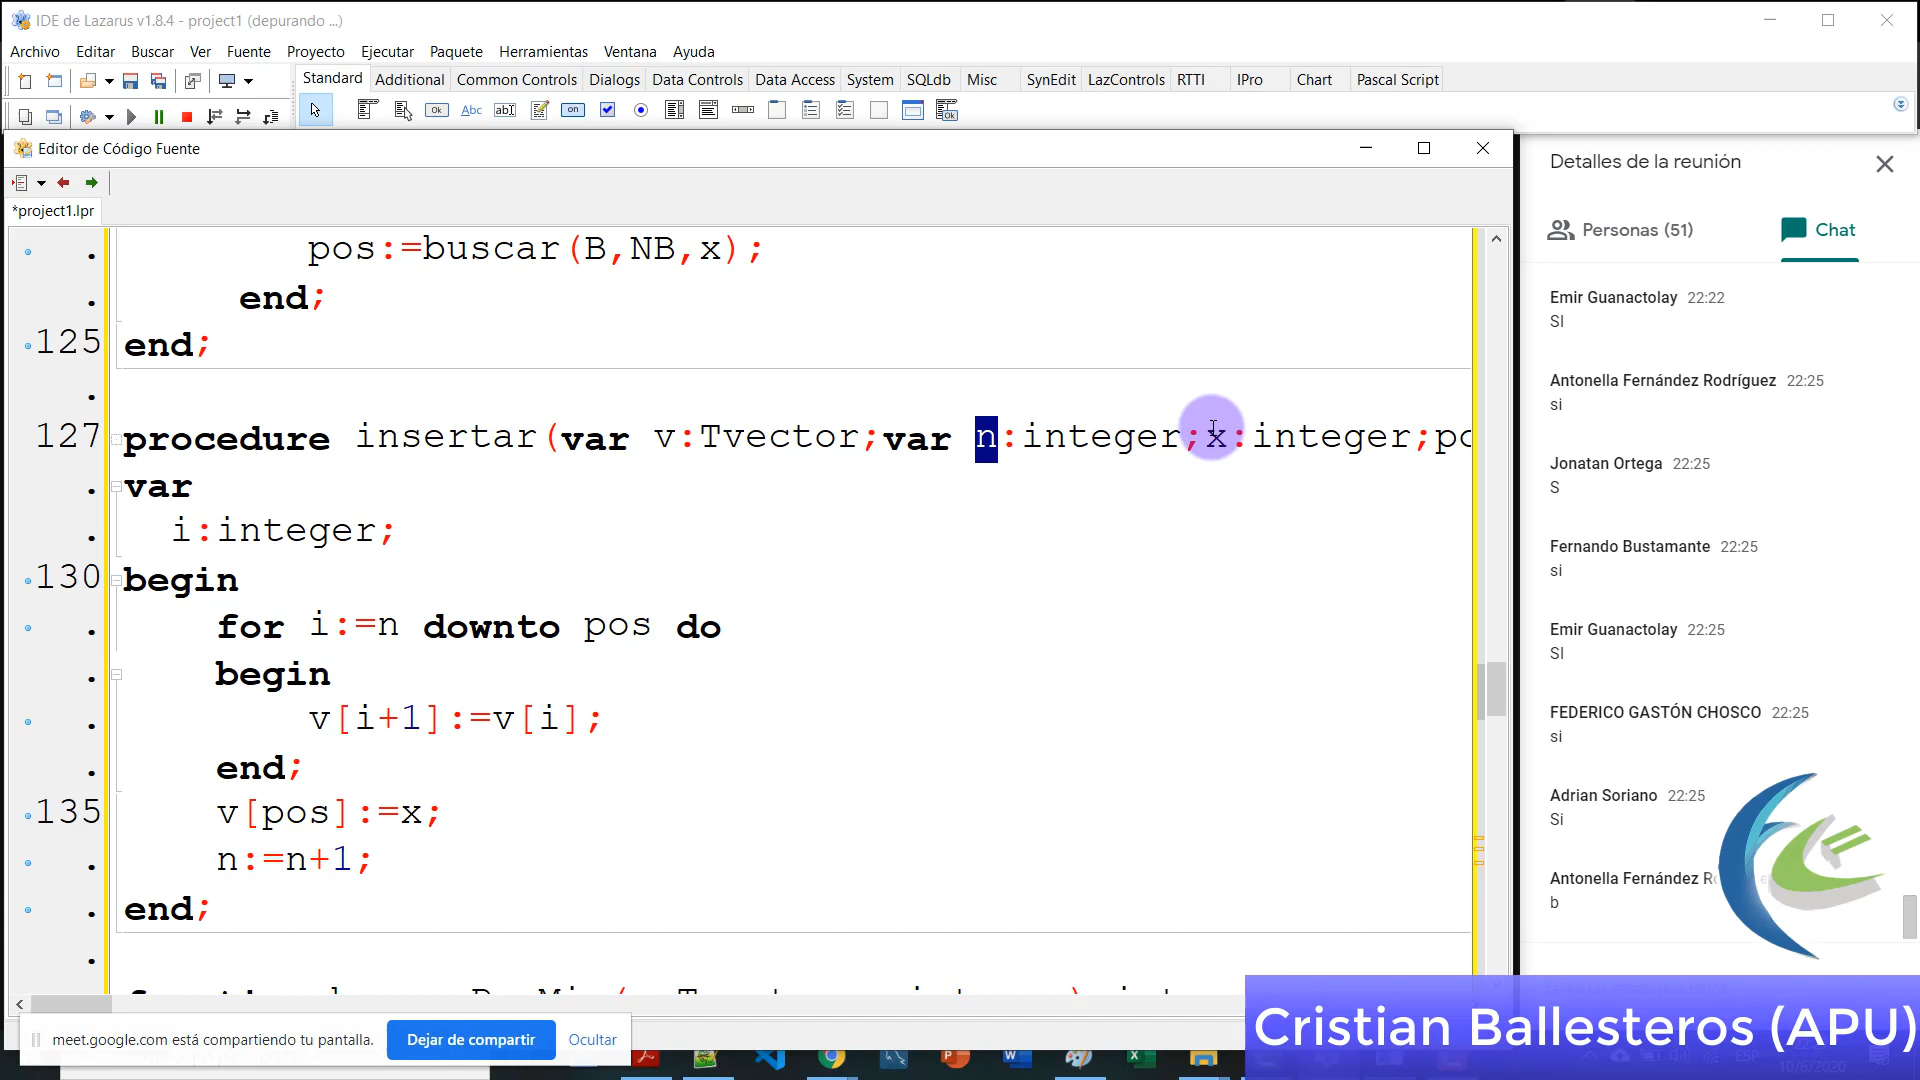 IDE de Lazarus v1.8.4 - project1 (depurando ...)
Archivo Editar Buscar Ver Fuente Proyecto Ejecutar Paquete Herramientas Ventana Ayuda
Standard Additional Common Controls Dialogs Data Controls Data Access System SQLdb Misc SynEdit LazControls RTTI IPro Chart Pascal Script
Editor de Código Fuente
*project1.lpr
pos:=buscar(B,NB,x);
end;
125 end;
127 procedure insertar(var v:Tvector;var n:integer;x:integer;po
var
i:integer;
130 begin
for i:=n downto pos do
begin
v[i+1]:=v[i];
end;
135 v[pos]:=x;
n:=n+1;
end;
Detalles de la reunión
Personas (51) Chat
Emir Guanactolay 22:22
SI
Antonella Fernández Rodríguez 22:25
si
Jonatan Ortega 22:25
S
Fernando Bustamante 22:25
si
Emir Guanactolay 22:25
SI
FEDERICO GASTÓN CHOSCO 22:25
si
Adrian Soriano 22:25
Si
Antonella Fernández R
b
meet.google.com está compartiendo tu pantalla. Dejar de compartir Ocultar
Cristian Ballesteros (APU)
10/6/2020